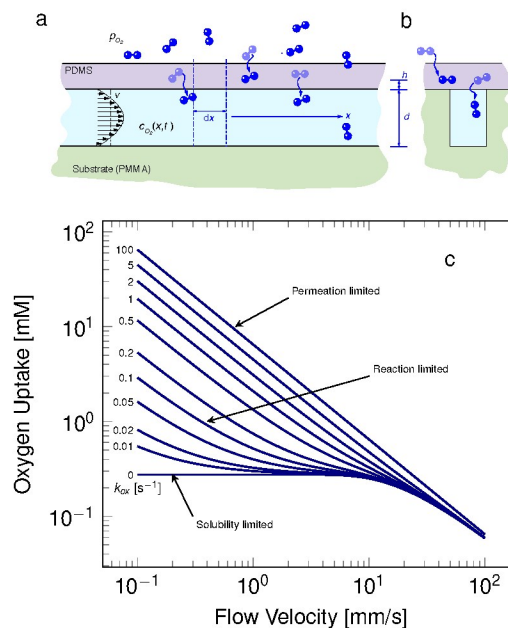 a
b
p_O₂
PDMS
h
v
dx
x
d
c_O₂(x,t)
Substrate (PMMA)
c
Oxygen Uptake [mM]
10²
10¹
10⁰
10⁻¹
100
5
2
1
0.5
0.2
0.1
0.05
0.02
0.01
0
k_ox [s⁻¹]
Permeation limited
Reaction limited
Solubility limited
10⁻¹
10⁰
10¹
10²
Flow Velocity [mm/s]